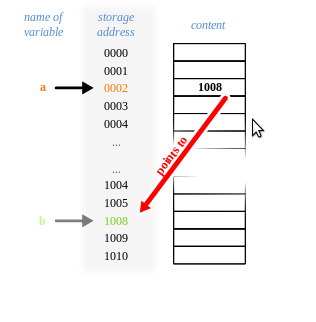 name of variable
storage address
content
0000
0001
a 0002 1008
0003
0004
...
points to
...
1004
1005
b 1008
1009
1010